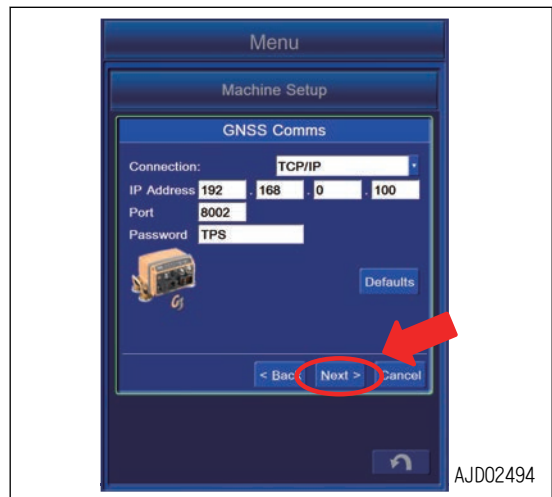 Menu
Machine Setup
GNSS Comms
Connection: TCP/IP
IP Address 192 . 168 . 0 . 100
Port 8002
Password TPS
Defaults
< Back Next > Cancel
AJD02494